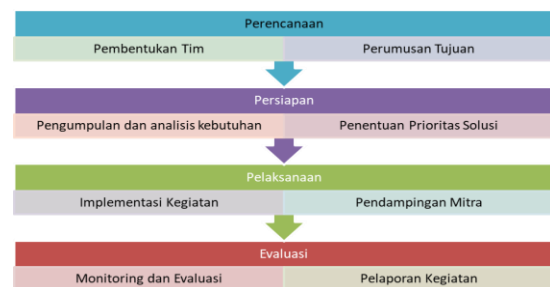 Perencanaan
Pembentukan Tim
Perumusan Tujuan
Persiapan
Pengumpulan dan analisis kebutuhan
Penentuan Prioritas Solusi
Pelaksanaan
Implementasi Kegiatan
Pendampingan Mitra
Evaluasi
Monitoring dan Evaluasi
Pelaporan Kegiatan